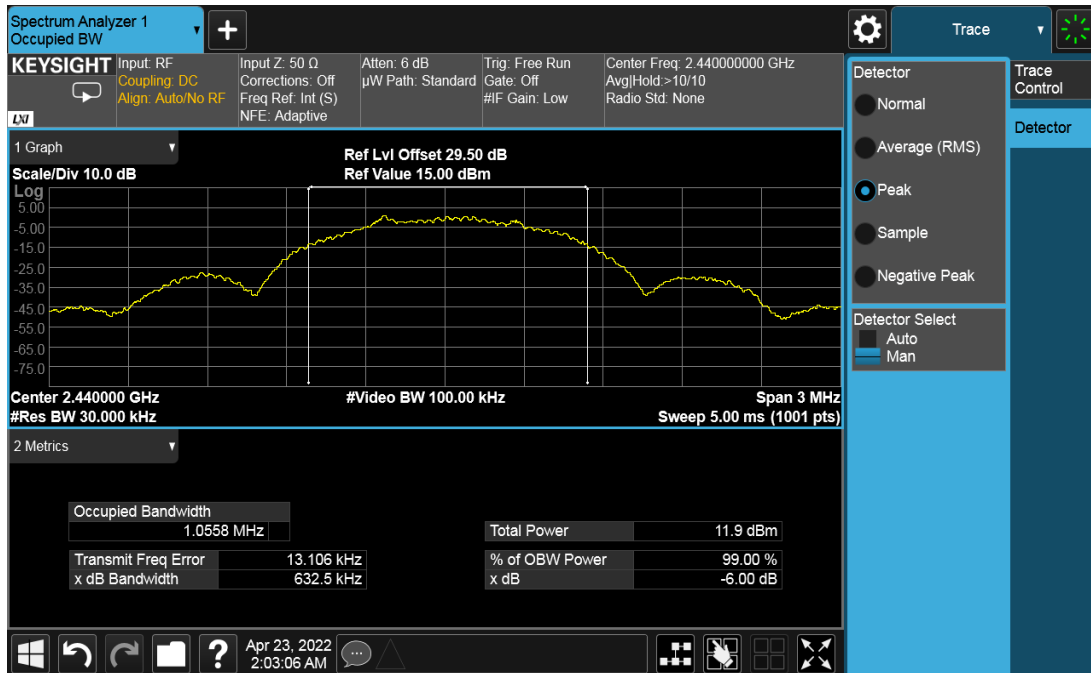 Spectrum Analyzer 1
Occupied BW
+
Trace
KEYSIGHT
LXI
Input: RF
Coupling: DC
Align: Auto/No RF
Input Z: 50 Ω
Corrections: Off
Freq Ref: Int (S)
NFE: Adaptive
Atten: 6 dB
µW Path: Standard
Trig: Free Run
Gate: Off
#IF Gain: Low
Center Freq: 2.440000000 GHz
Avg|Hold:>10/10
Radio Std: None
1 Graph
Scale/Div 10.0 dB
Ref Lvl Offset 29.50 dB
Ref Value 15.00 dBm
Log
5.00
-5.00
-15.0
-25.0
-35.0
-45.0
-55.0
-65.0
-75.0
Center 2.440000 GHz
#Res BW 30.000 kHz
#Video BW 100.00 kHz
Span 3 MHz
Sweep 5.00 ms (1001 pts)
2 Metrics
Occupied Bandwidth
1.0558 MHz
Transmit Freq Error 13.106 kHz
x dB Bandwidth 632.5 kHz
Total Power 11.9 dBm
% of OBW Power 99.00 %
x dB -6.00 dB
?
Apr 23, 2022
2:03:06 AM
Detector
Normal
Average (RMS)
Peak
Sample
Negative Peak
Detector Select
Auto
Man
Trace
Control
Detector